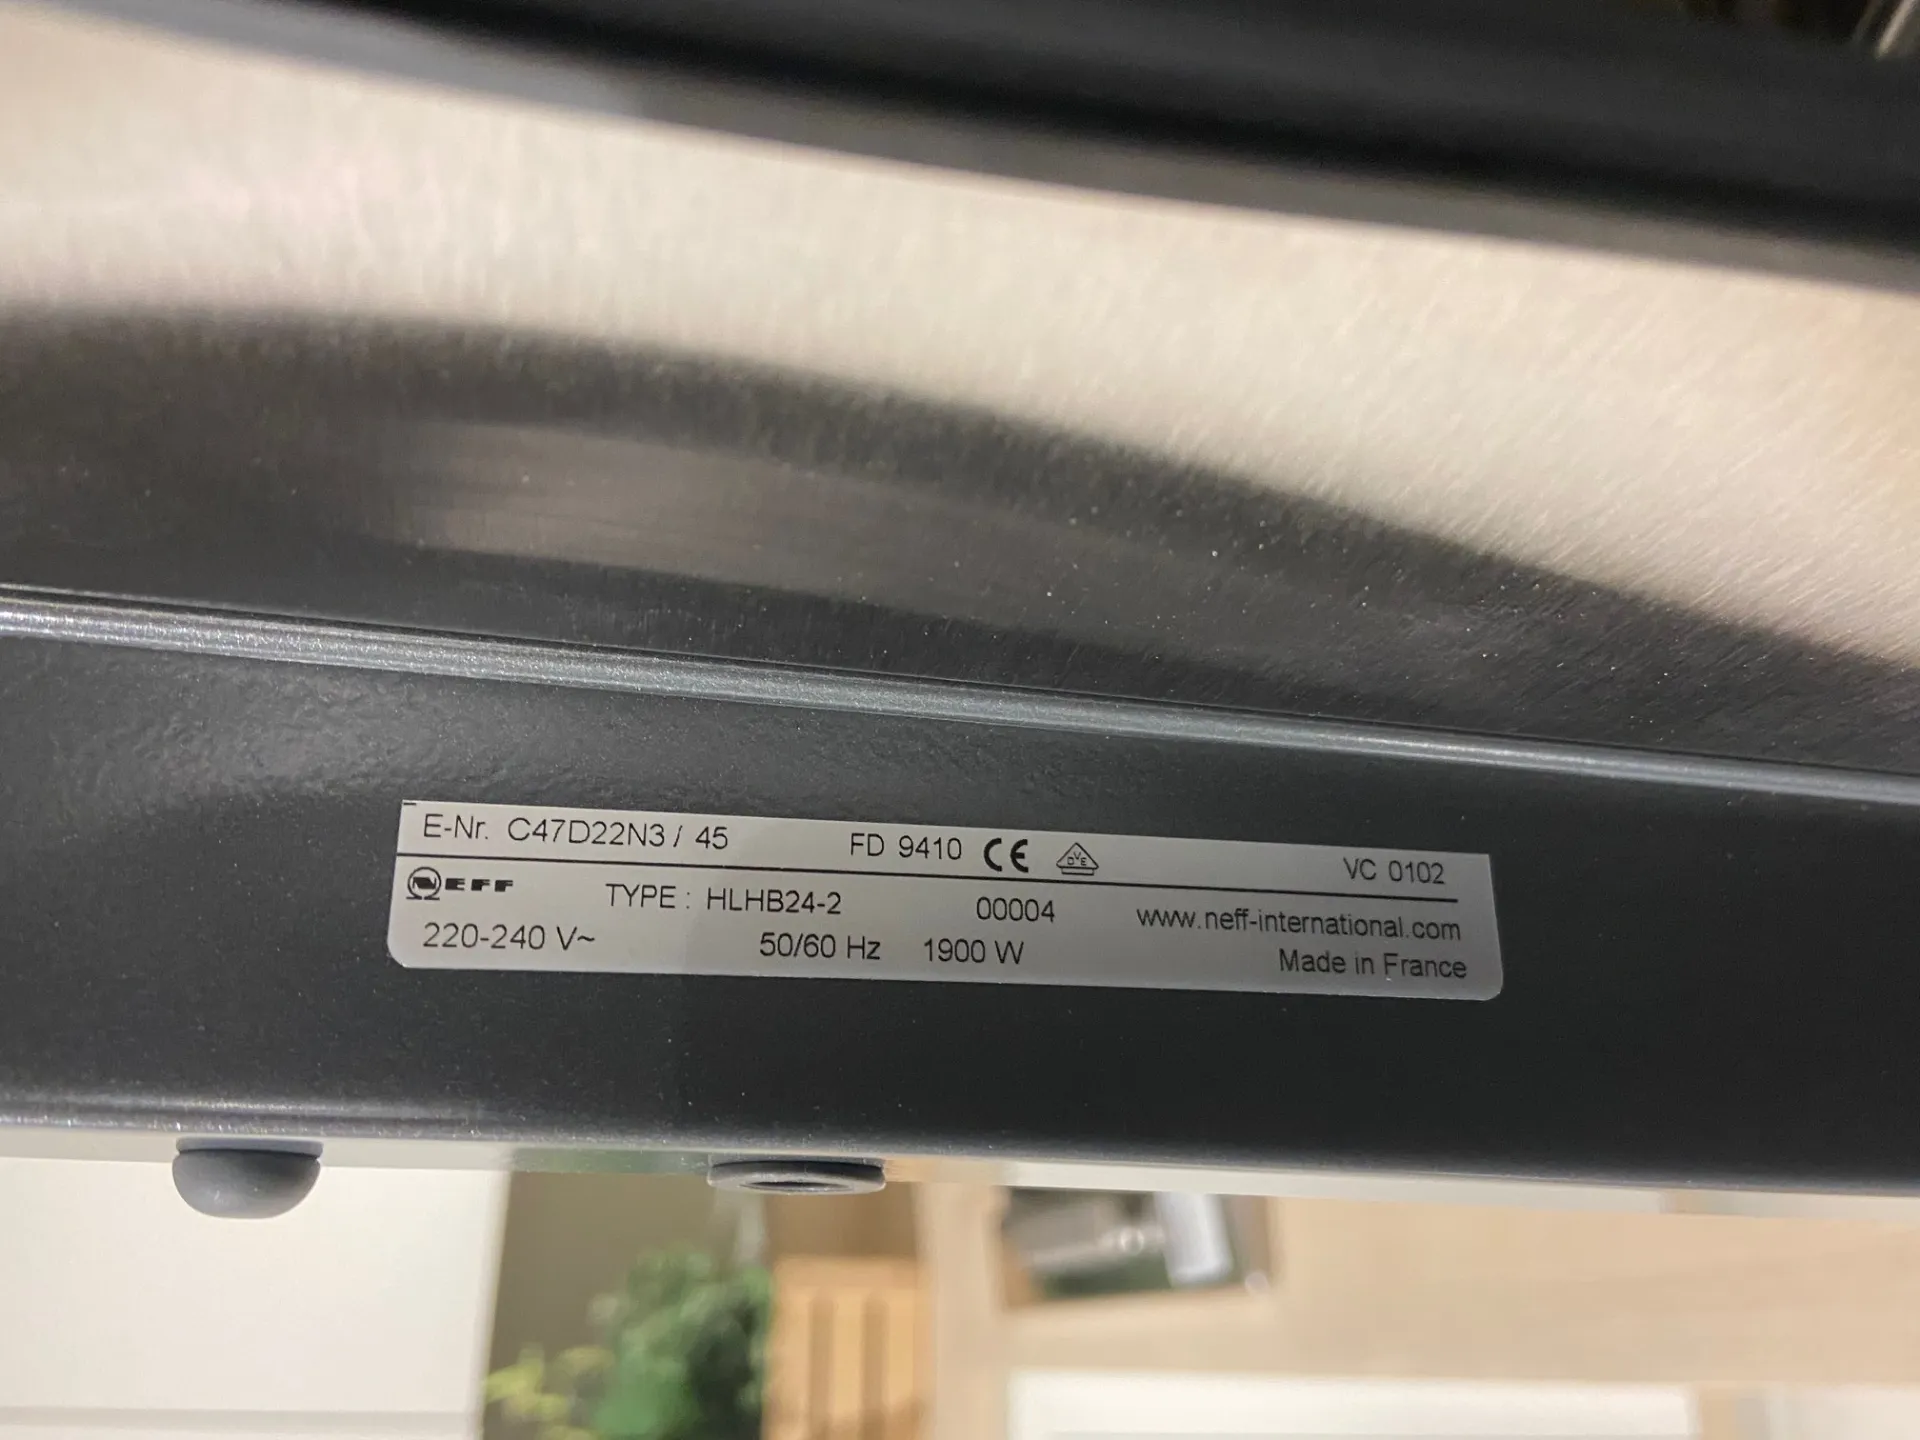 E-Nr. C47D22N3 / 45 FD 9410 CE DVE VC 0102
NEFF TYPE : HLHB24-2 00004 www.neff-international.com
220-240 V~ 50/60 Hz 1900 W Made in France